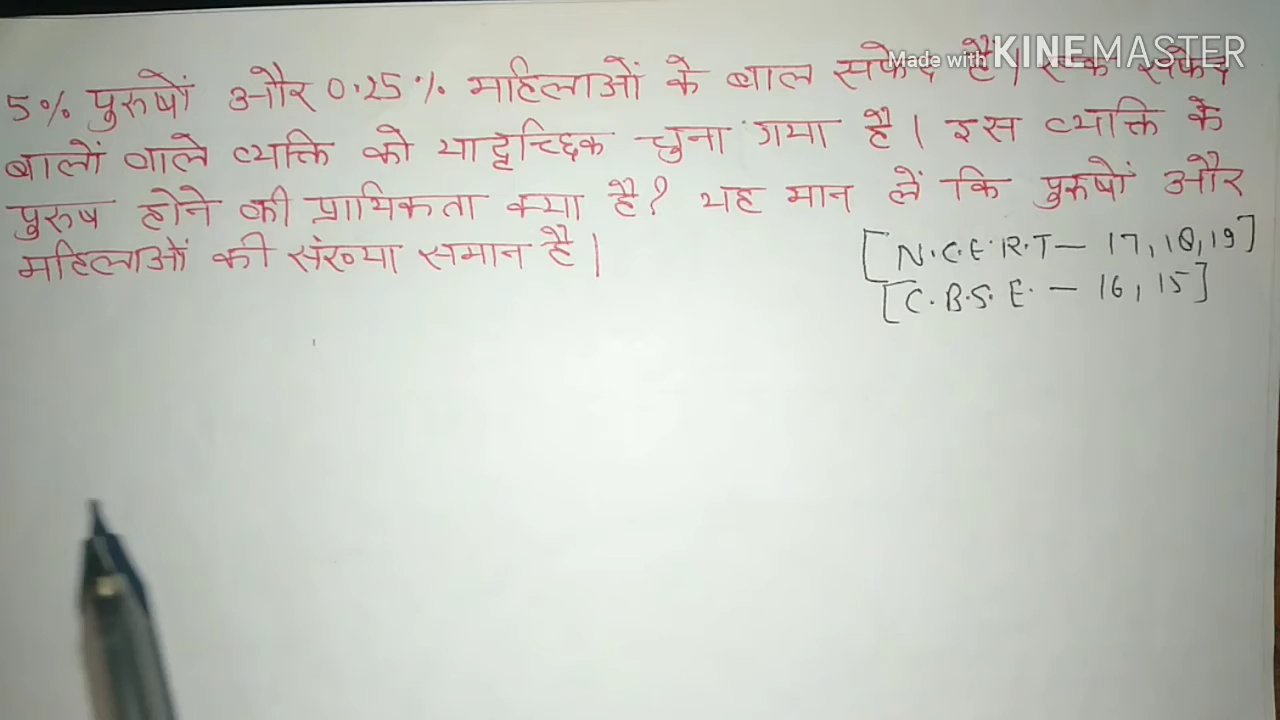 5% पुरुषों और 0.25% महिलाओं के बाल सफेद हैं। एक सफेद
Made with KINEMASTER
बालों वाले व्यक्ति को यादृच्छिक चुना गया है। इस व्यक्ति के
पुरुष होने की प्रायिकता क्या है? यह मान लें कि पुरुषों और
महिलाओं की संख्या समान है।
[N.C.E.R.T - 17, 18, 19]
[C.B.S.E. - 16, 15]